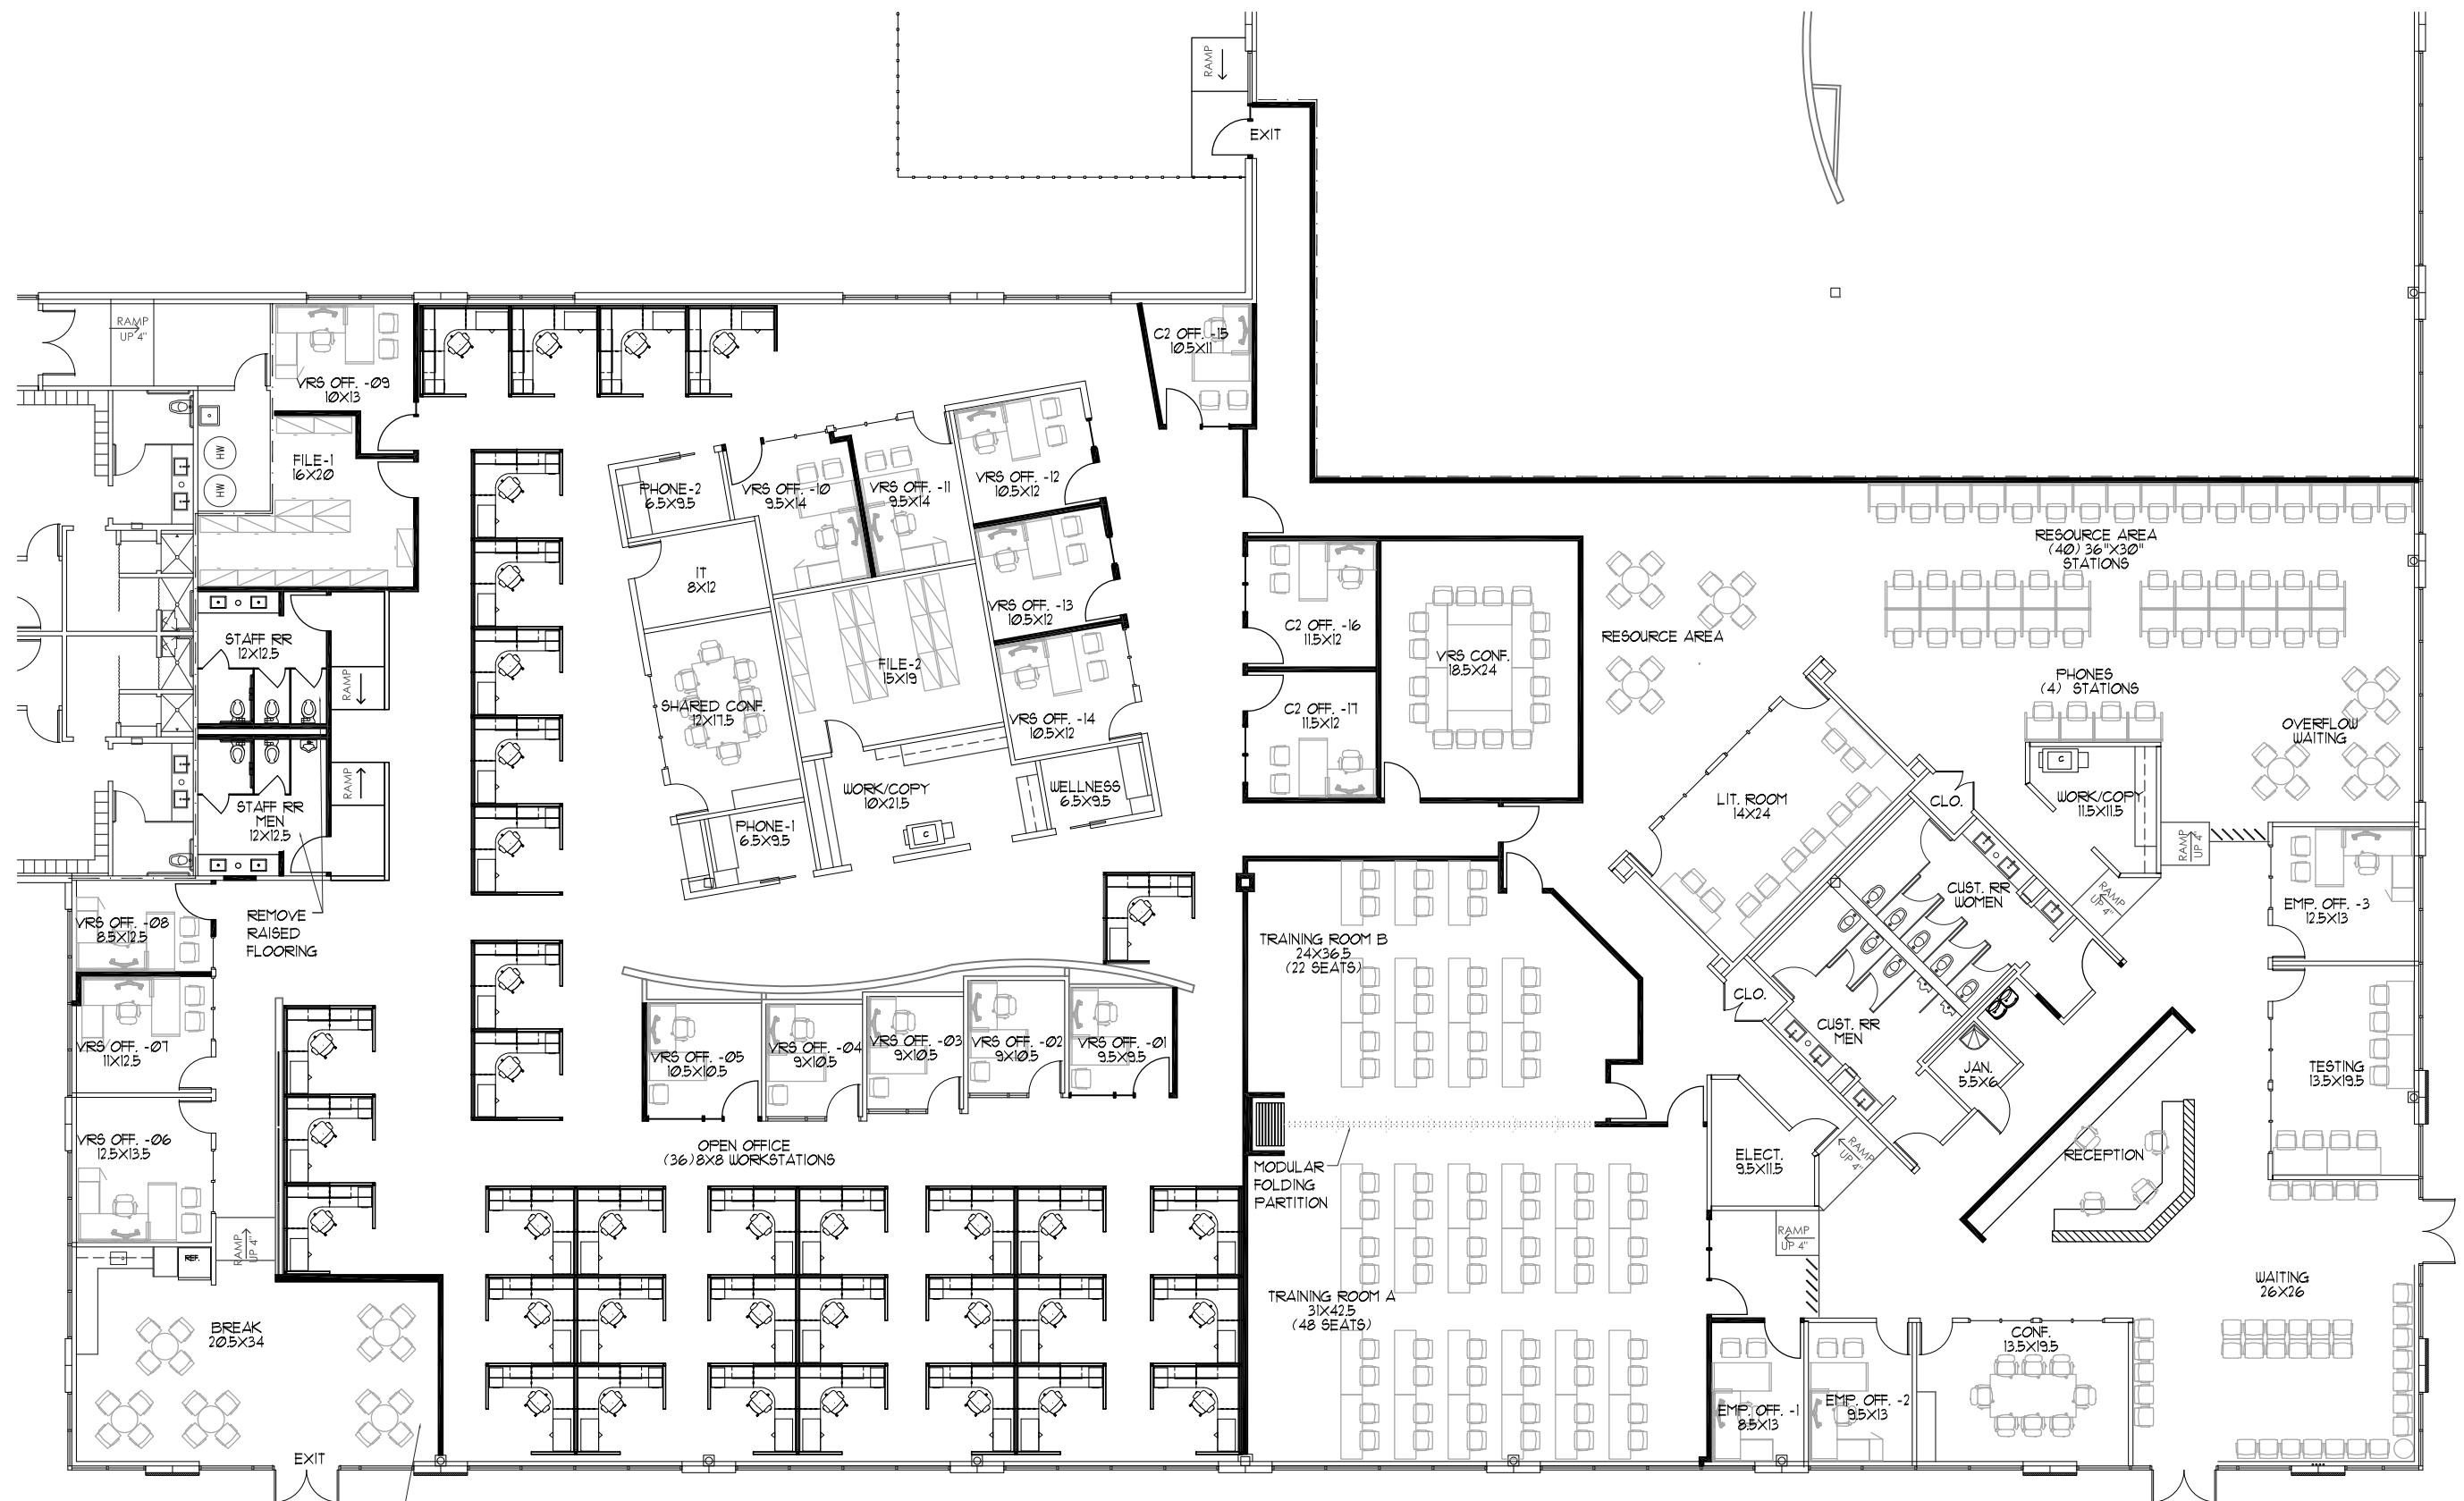 RAMP
EXIT
RAMP
UP 4"
VRS OFF. -09
10X13
C2 OFF. -15
10.5X11
HW
HW
FILE-1
16X20
PHONE-2
6.5X9.5
VRS OFF. -10
9.5X14
VRS OFF. -11
9.5X14
VRS OFF. -12
10.5X12
RESOURCE AREA
(40) 36"X30"
STATIONS
IT
8X12
VRS OFF. -13
10.5X12
C2 OFF. -16
11.5X12
RESOURCE AREA
STAFF RR
12X12.5
RAMP
SHARED CONF.
12X17.5
FILE-2
15X19
VRS CONF.
18.5X24
PHONES
(4) STATIONS
VRS OFF. -14
10.5X12
C2 OFF. -17
11.5X12
OVERFLOW
WAITING
RAMP
STAFF RR
MEN
12X12.5
PHONE-1
6.5X9.5
WORK/COPY
10X21.5
C
WELLNESS
6.5X9.5
LIT. ROOM
14X24
CLO.
C
WORK/COPY
11.5X11.5
RAMP
UP 4"
CUST. RR
WOMEN
RAMP
UP 4"
EMP. OFF. -3
12.5X13
VRS OFF. -08
8.5X12.5
REMOVE
RAISED
FLOORING
TRAINING ROOM B
24X36.5
(22 SEATS)
CLO.
CUST. RR
MEN
VRS OFF. -07
11X12.5
VRS OFF. -05
10.5X10.5
VRS OFF. -04
9X10.5
VRS OFF. -03
9X10.5
VRS OFF. -02
9X10.5
VRS OFF. -01
9.5X9.5
JAN.
5.5X6
TESTING
13.5X19.5
VRS OFF. -06
12.5X13.5
OPEN OFFICE
(36) 8X8 WORKSTATIONS
MODULAR
FOLDING
PARTITION
ELECT.
9.5X11.5
RAMP
UP 4"
RECEPTION
RAMP
UP 4"
REF.
RAMP
UP 4"
TRAINING ROOM A
31X42.5
(48 SEATS)
WAITING
26X26
BREAK
20.5X34
CONF.
13.5X19.5
EMP. OFF. -1
8.5X13
EMP. OFF. -2
9.5X13
EXIT